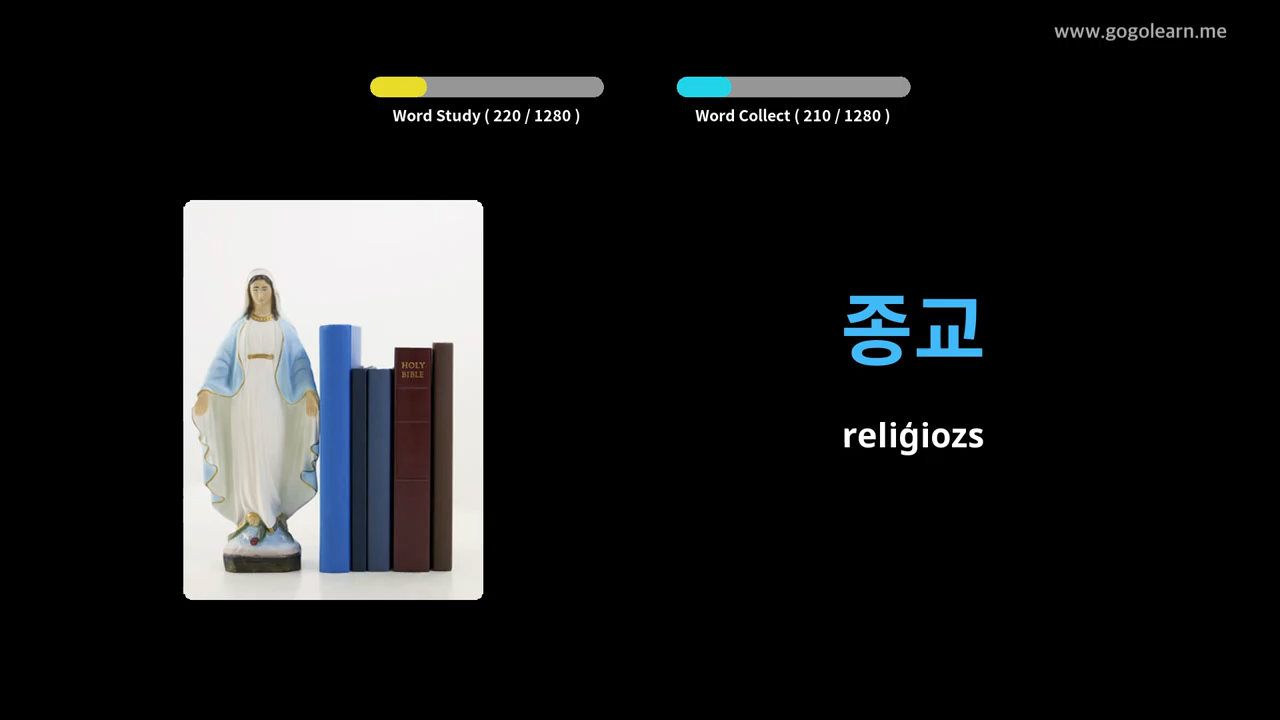 www.gogolearn.me
Word Study ( 220 / 1280 )
Word Collect ( 210 / 1280 )
HOLY
BIBLE
종교
reliģiozs